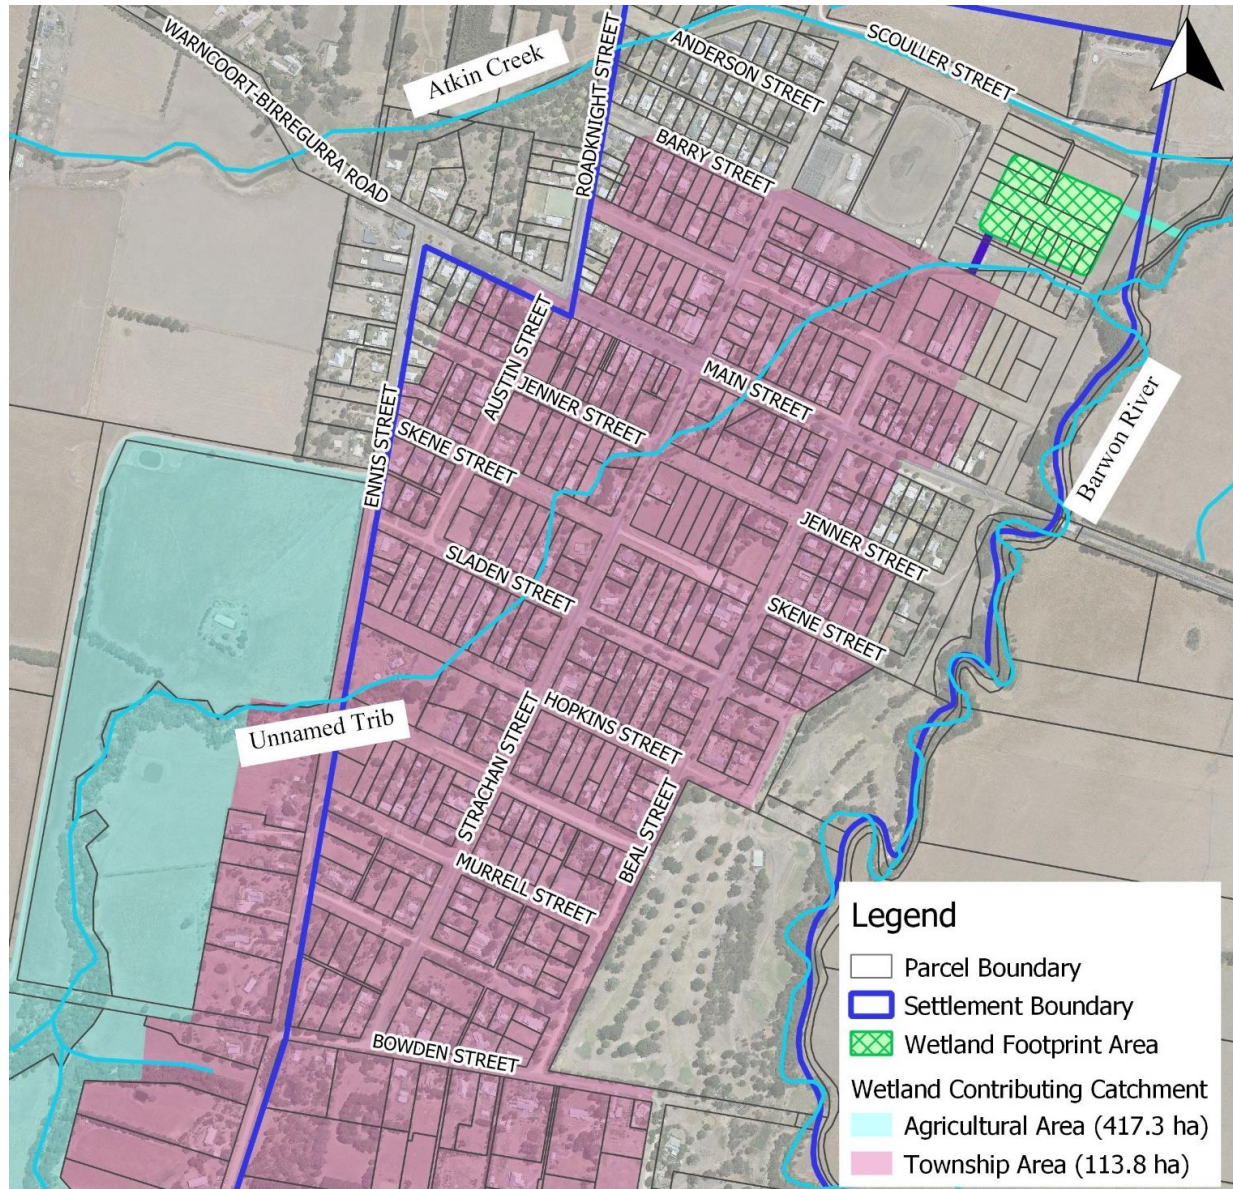 WARNCOORT-BIRREGURRA ROAD
Atkin Creek
ROADKNIGHT STREET
ANDERSON STREET
SCOULLER STREET
BARRY STREET
AUSTIN STREET
JENNER STREET
MAIN STREET
ENNIS STREET
SKENE STREET
Barwon River
SLADEN STREET
JENNER STREET
SKENE STREET
Unnamed Trib
STRACHAN STREET
HOPKINS STREET
BEAL STREET
MURRELL STREET
BOWDEN STREET
Legend
Parcel Boundary
Settlement Boundary
Wetland Footprint Area
Wetland Contributing Catchment
Agricultural Area (417.3 ha)
Township Area (113.8 ha)